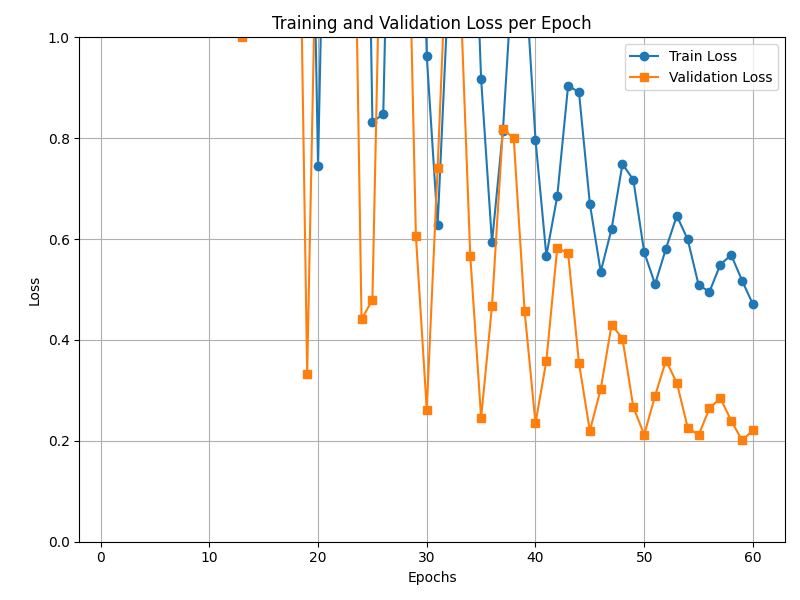 Training and Validation Loss per Epoch
Train Loss
Validation Loss
1.0
0.8
0.6
0.4
0.2
0.0
Loss
0 10 20 30 40 50 60
Epochs